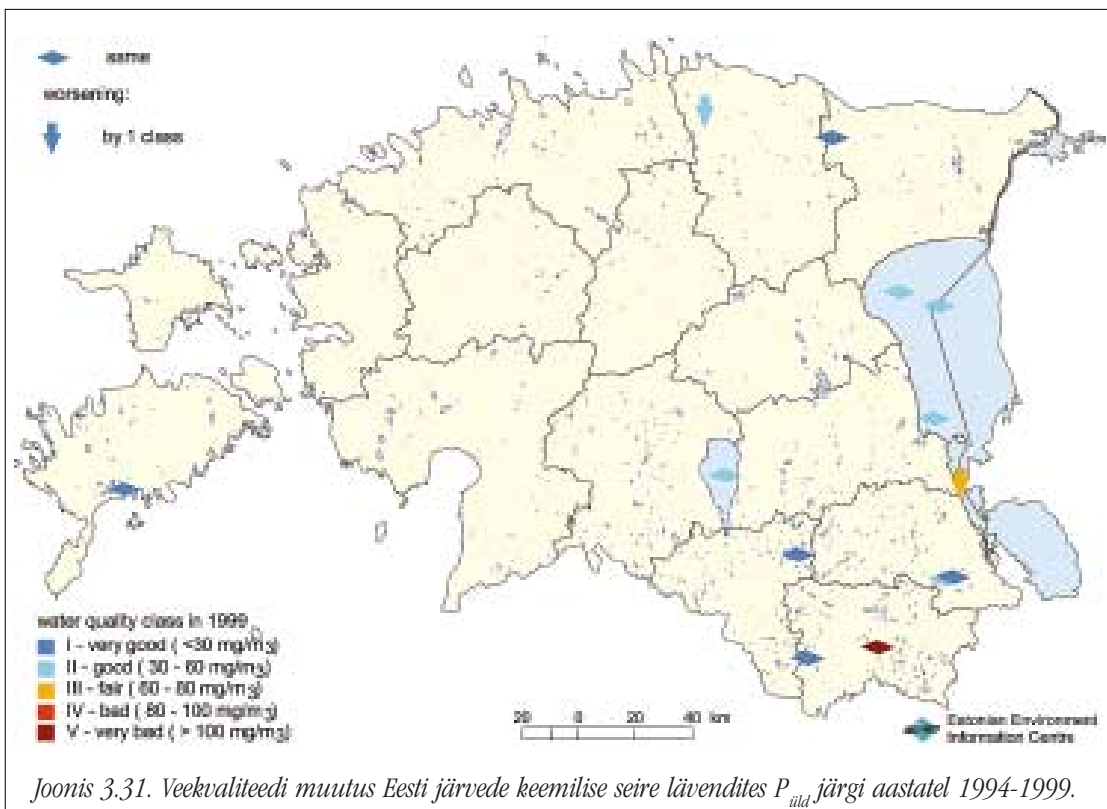 same
worsening:
by 1 class
water quality class in 1999
I - very good ( <30 mg/m3)
II - good ( 30 - 60 mg/m3)
III - fair ( 60 - 80 mg/m3)
IV - bad ( 80 - 100 mg/m3)
V - very bad ( > 100 mg/m3)
20 0 20 40 km
Estonian Environment
Information Centre
Joonis 3.31. Veekvaliteedi muutus Eesti järvede keemilise seire lävendites Püld järgi aastatel 1994-1999.